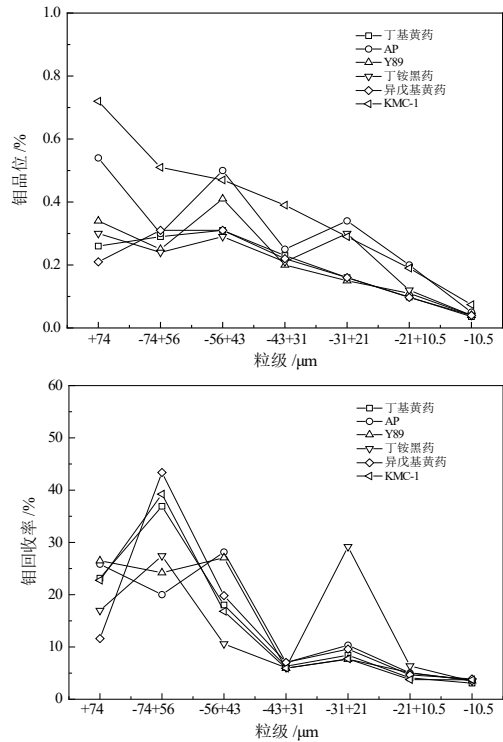 1.0
0.8
0.6
0.4
0.2
0.0
钼品位 /%
丁基黄药
AP
Y89
丁铵黑药
异戊基黄药
KMC-1
+74 -74+56 -56+43 -43+31 -31+21 -21+10.5 -10.5
粒级 /μm
60
50
40
30
20
10
0
钼回收率 /%
丁基黄药
AP
Y89
丁铵黑药
异戊基黄药
KMC-1
+74 -74+56 -56+43 -43+31 -31+21 -21+10.5 -10.5
粒级 /μm